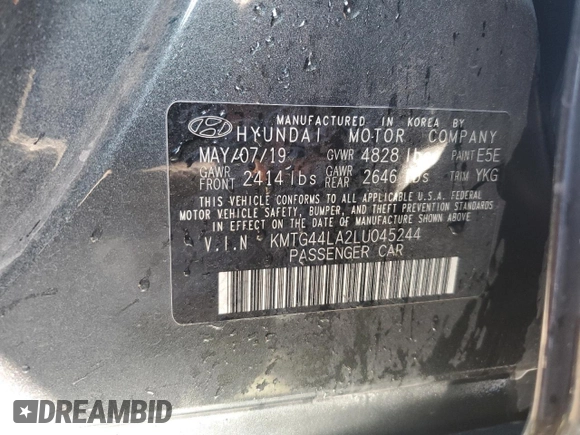 MANUFACTURED IN KOREA BY
HYUNDAI MOTOR COMPANY
MAY/07/19 GVWR 4828 lbs PAINT E5E
GAWR FRONT 2414 lbs GAWR REAR 2646 lbs TRIM YKG
THIS VEHICLE CONFORMS TO ALL APPLICABLE U.S.A. FEDERAL
MOTOR VEHICLE SAFETY, BUMPER, AND THEFT PREVENTION STANDARDS
IN EFFECT ON THE DATE OF MANUFACTURE SHOWN ABOVE.
V.I.N KMTG44LA2LU045244
PASSENGER CAR
DREAMBID